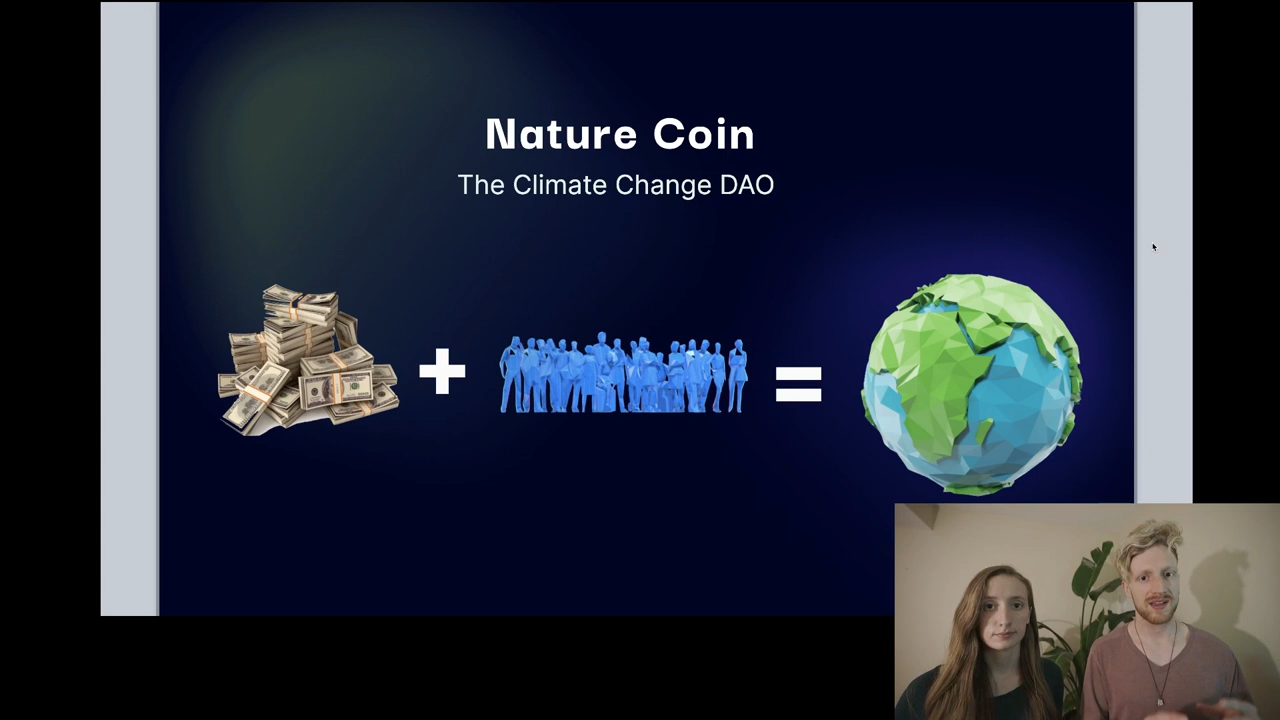 Nature Coin
The Climate Change DAO
+
=